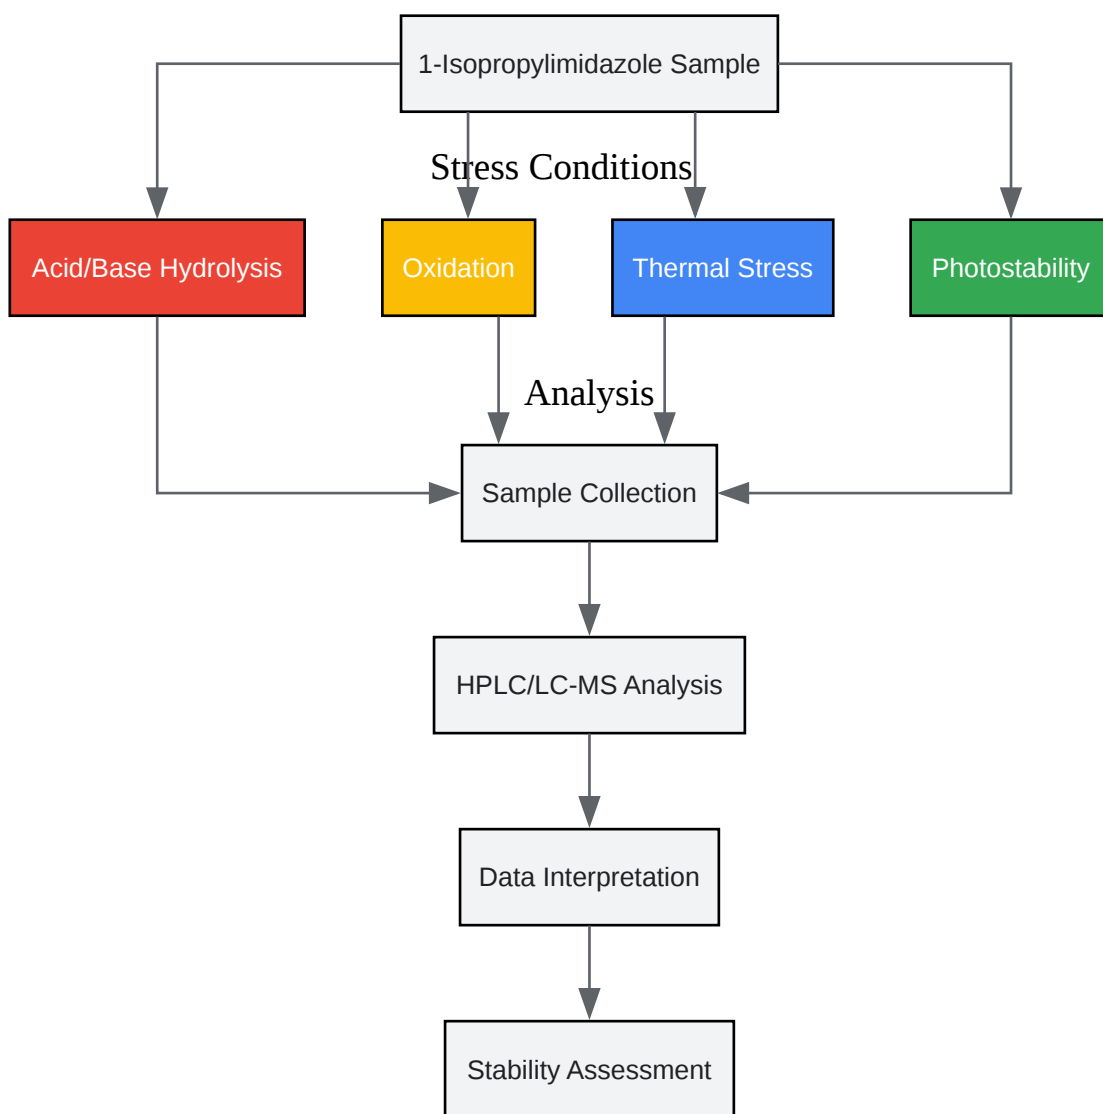 1-Isopropylimidazole Sample
Stress Conditions
Acid/Base Hydrolysis
Oxidation
Thermal Stress
Photostability
Analysis
Sample Collection
HPLC/LC-MS Analysis
Data Interpretation
Stability Assessment